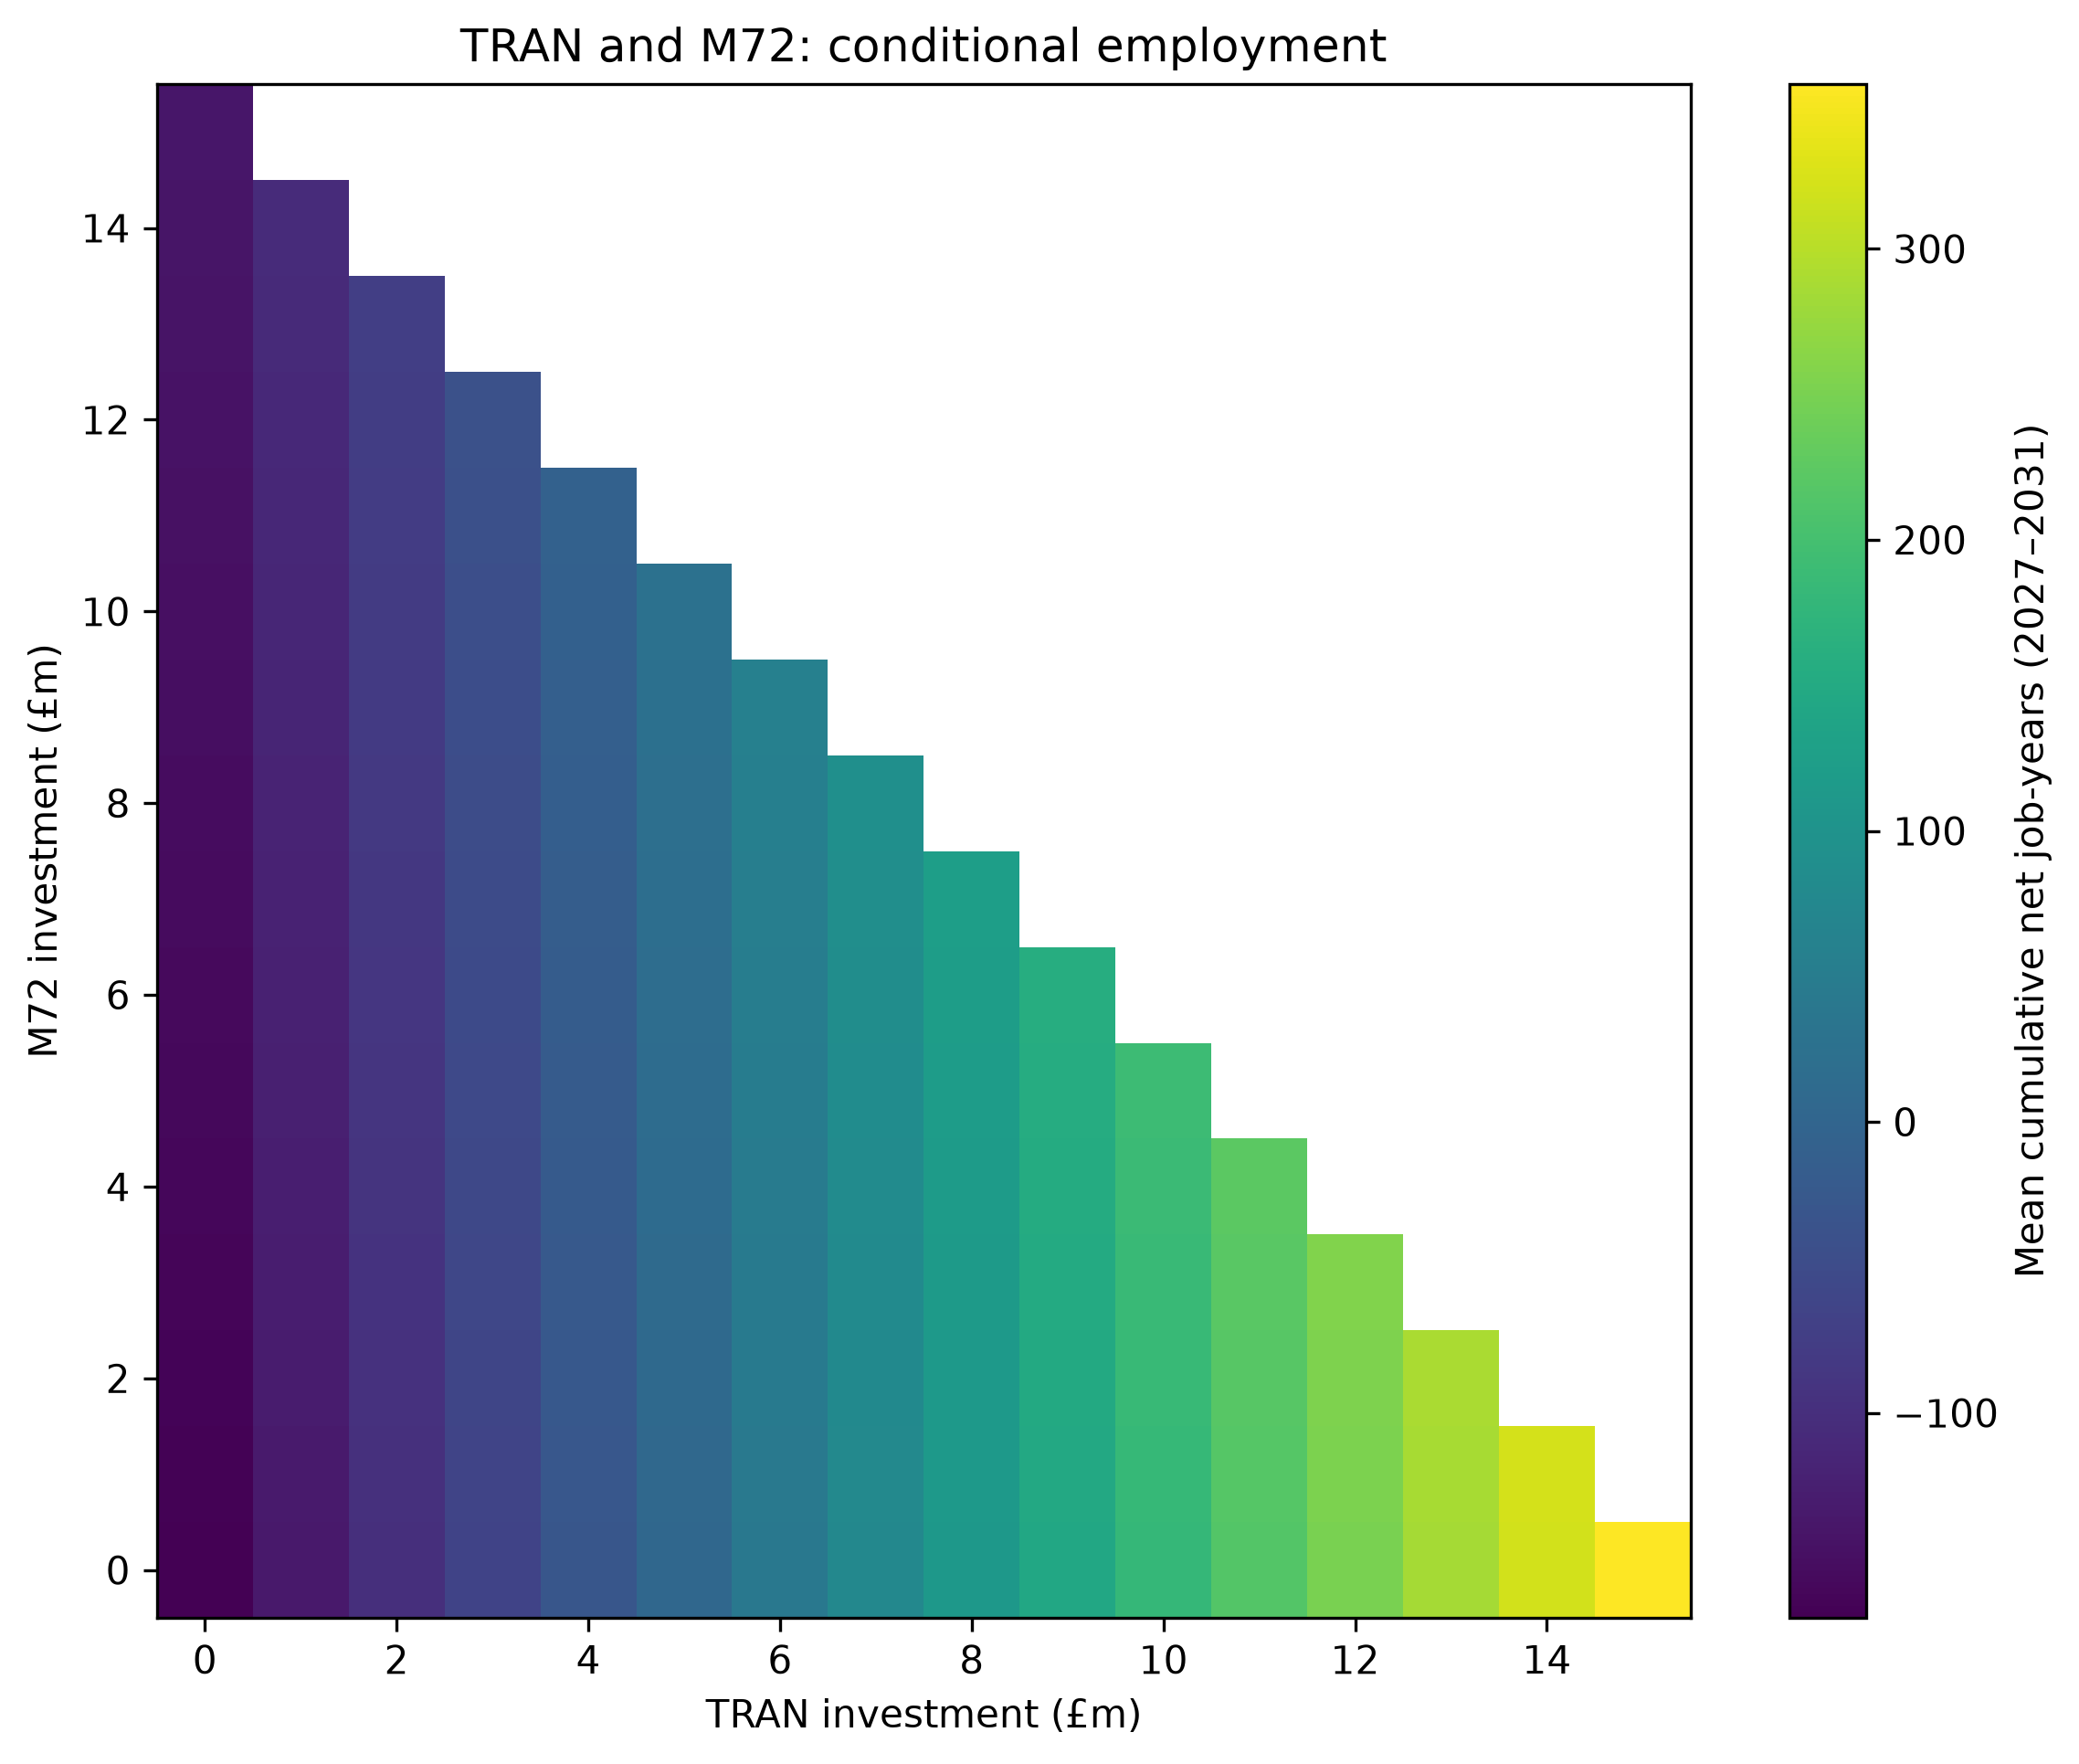 TRAN and M72: conditional employment
M72 investment (£m)
14
12
10
8
6
4
2
0
0 2 4 6 8 10 12 14
TRAN investment (£m)
300
200
100
0
−100
Mean cumulative net job-years (2027–2031)